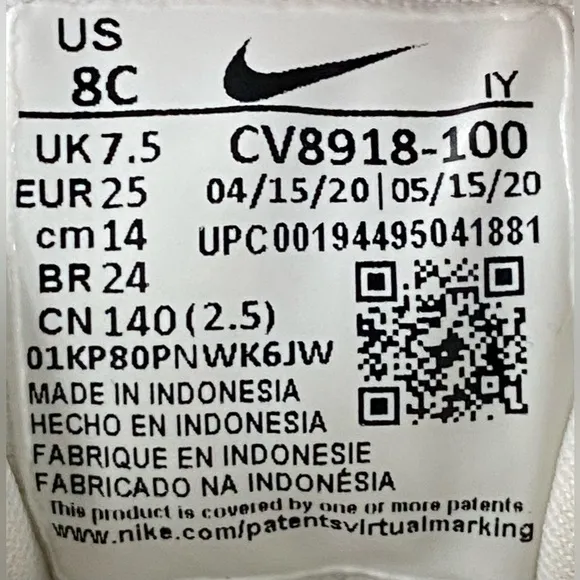 US
8C
IY
UK 7.5 CV8918-100
EUR 25 04/15/20|05/15/20
cm 14 UPC00194495041881
BR 24
CN 140 (2.5)
01KP80PNWK6JW
MADE IN INDONESIA
HECHO EN INDONESIA
FABRIQUE EN INDONESIE
FABRICADO NA INDONÉSIA
This product is covered by one or more patents.
www.nike.com/patentsvirtualmarking